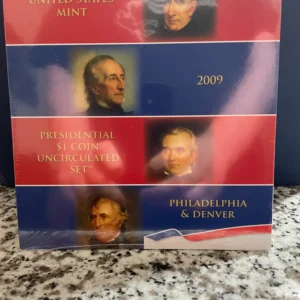 UNITED STATES
MINT
2009
PRESIDENTIAL
$1 COIN
UNCIRCULATED
SET
PHILADELPHIA
& DENVER